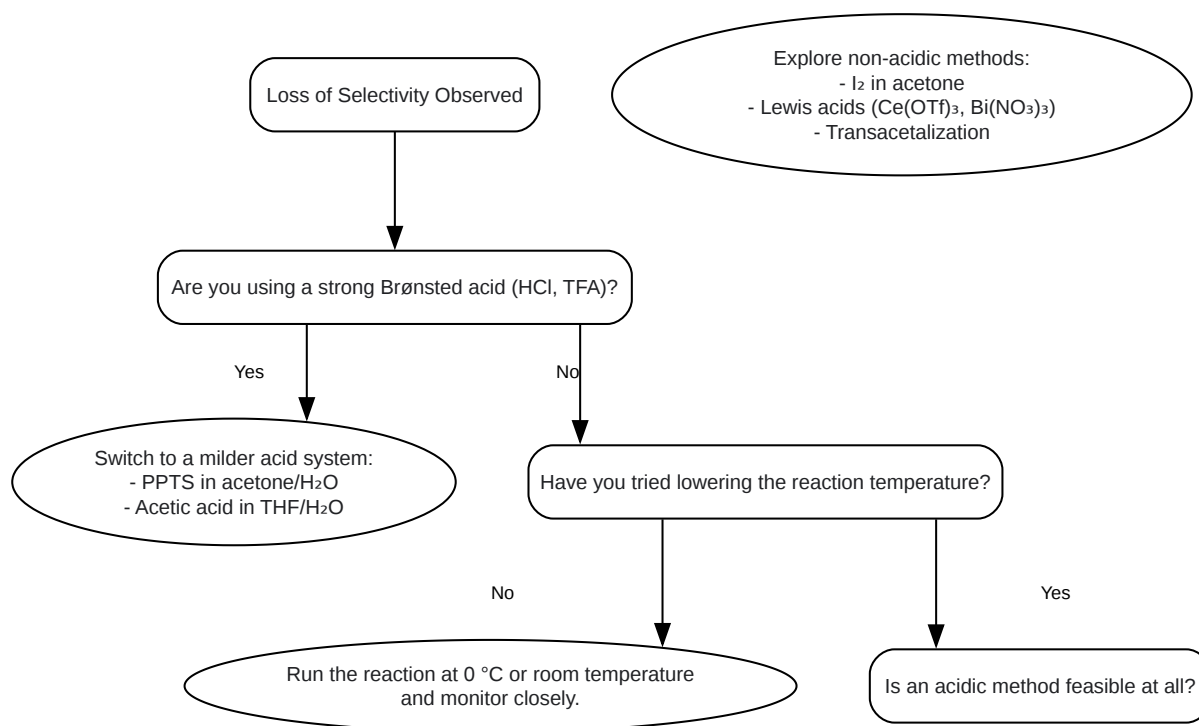 Loss of Selectivity Observed
Explore non-acidic methods:
- I₂ in acetone
- Lewis acids (Ce(OTf)₃, Bi(NO₃)₃)
- Transacetalization
Are you using a strong Brønsted acid (HCl, TFA)?
Yes
No
Switch to a milder acid system:
- PPTS in acetone/H₂O
- Acetic acid in THF/H₂O
Have you tried lowering the reaction temperature?
No
Yes
Run the reaction at 0 °C or room temperature
and monitor closely.
Is an acidic method feasible at all?